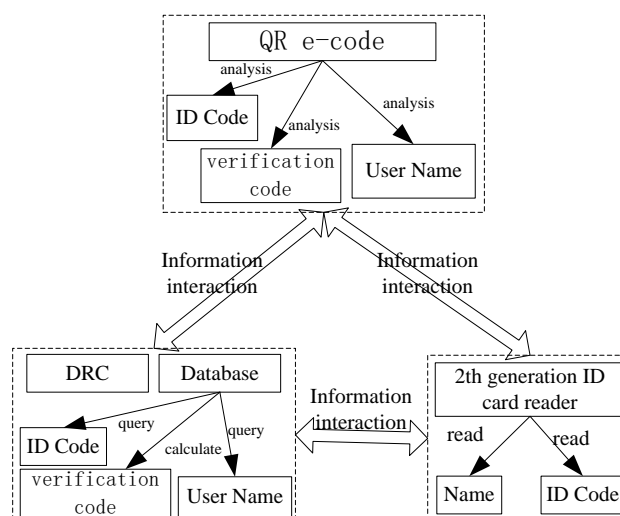 QR e-code
analysis
ID Code
analysis
analysis
verification
code
User Name
Information
interaction
Information
interaction
DRC
Database
Information
interaction
2th generation ID
card reader
query
query
ID Code
calculate
verification
code
User Name
read
read
Name
ID Code